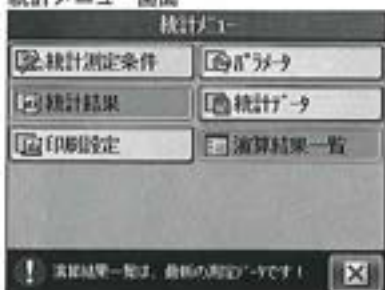 統計メニュー画面
統計ﾒﾆｭｰ
統計測定条件 ﾊﾟﾗﾒｰﾀ
統計結果 統計ﾃﾞｰﾀ
印刷設定 演算結果一覧
演算結果一覧は、最新の測定ﾃﾞｰﾀです！